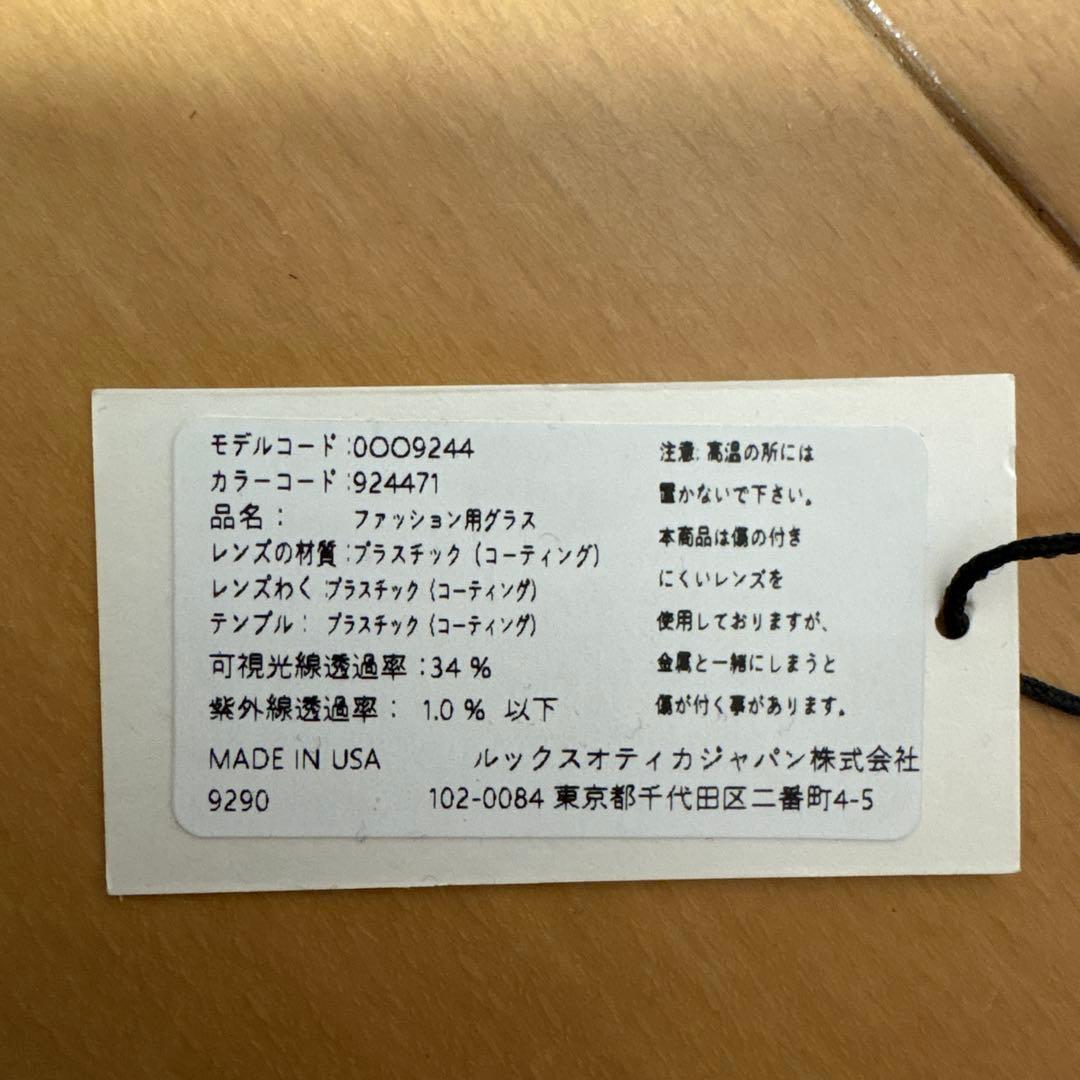 モデルコード:0OO9244
カラーコード:924471
品名: ファッション用グラス
レンズの材質:プラスチック（コーティング）
レンズわく:プラスチック（コーティング）
テンプル: プラスチック（コーティング）
可視光線透過率:34 %
紫外線透過率: 1.0 % 以下
注意:高温の所には
置かないで下さい。
本商品は傷の付き
にくいレンズを
使用しておりますが、
金属と一緒にしまうと
傷が付く事があります。
MADE IN USA ルックスオティカジャパン株式会社
9290 102-0084 東京都千代田区二番町4-5